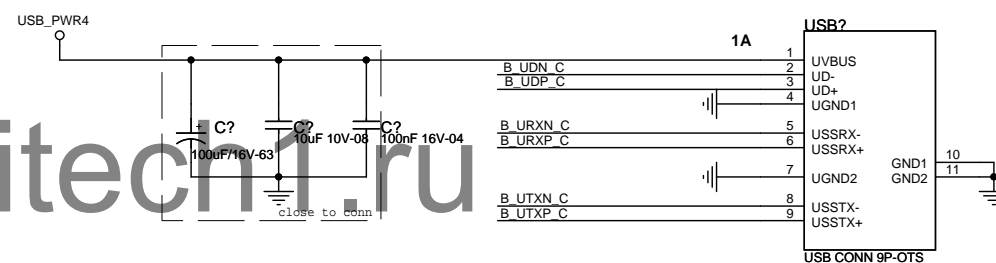 USB_PWR4
USB?
1A
1 UVBUS
B_UDN_C 2 UD-
B_UDP_C 3 UD+
4 UGND1
B_URXN_C 5 USSRX-
B_URXP_C 6 USSRX+
7 UGND2
B_UTXN_C 8 USSTX-
B_UTXP_C 9 USSTX+
GND1 10
GND2 11
USB CONN 9P-OTS
+ C?
100uF/16V-63
C?
10uF 10V-08
C?
100nF 16V-04
close to conn
itech1.ru